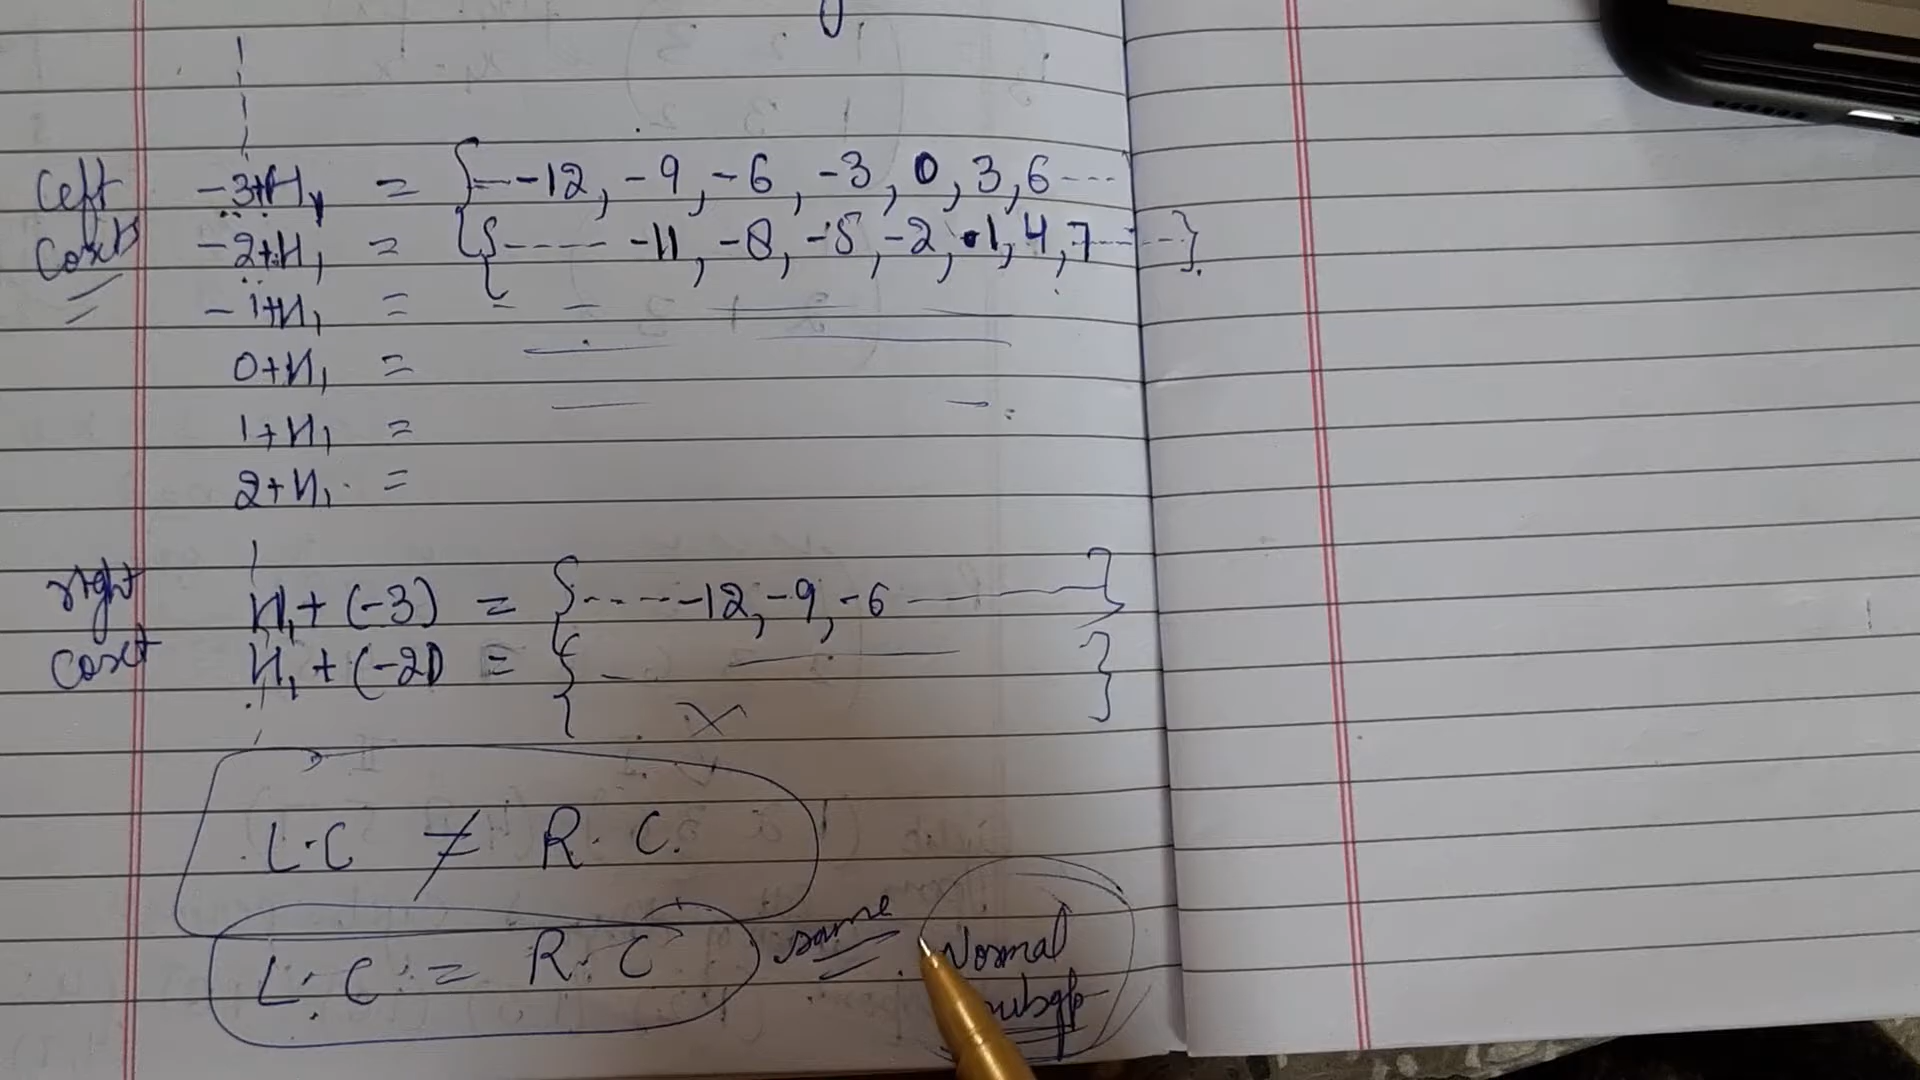 Left -3+H₁ = {---12, -9, -6, -3, 0, 3, 6---
Cosets -2+H₁ = {---- -11, -8, -5, -2, 1, 4, 7-----}
-1+H₁ = {
0+H₁ =
1+H₁ =
2+H₁ =
right H₁+(-3) = {-----12, -9, -6 ------}
Coset H₁+(-2) = { }
L.C ≠ R.C.
L.C = R.C same Normal
subgp